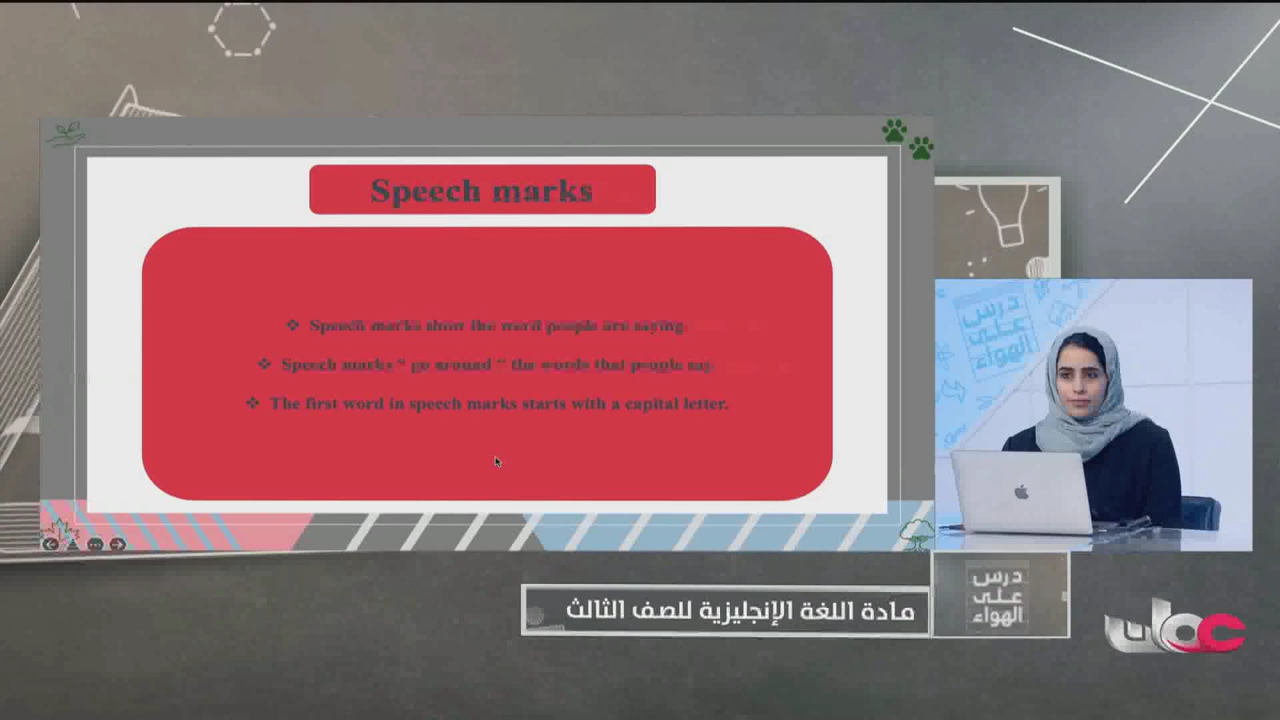 Speech marks
❖ Speech marks show the word people are saying.
❖ Speech marks “ go around “ the words that people say
❖ The first word in speech marks starts with a capital letter.
درس
على
الهواء
مادة اللغة الإنجليزية للصف الثالث
درس
على
الهواء
عمان